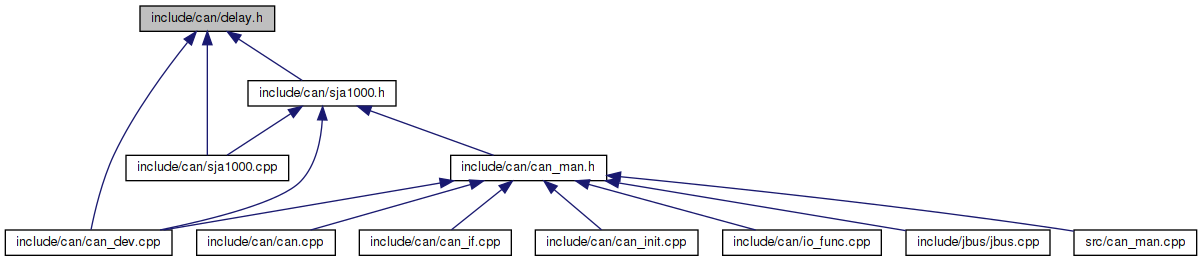 include/can/delay.h
include/can/sja1000.h
include/can/sja1000.cpp
include/can/can_man.h
include/can/can_dev.cpp
include/can/can.cpp
include/can/can_if.cpp
include/can/can_init.cpp
include/can/io_func.cpp
include/jbus/jbus.cpp
src/can_man.cpp